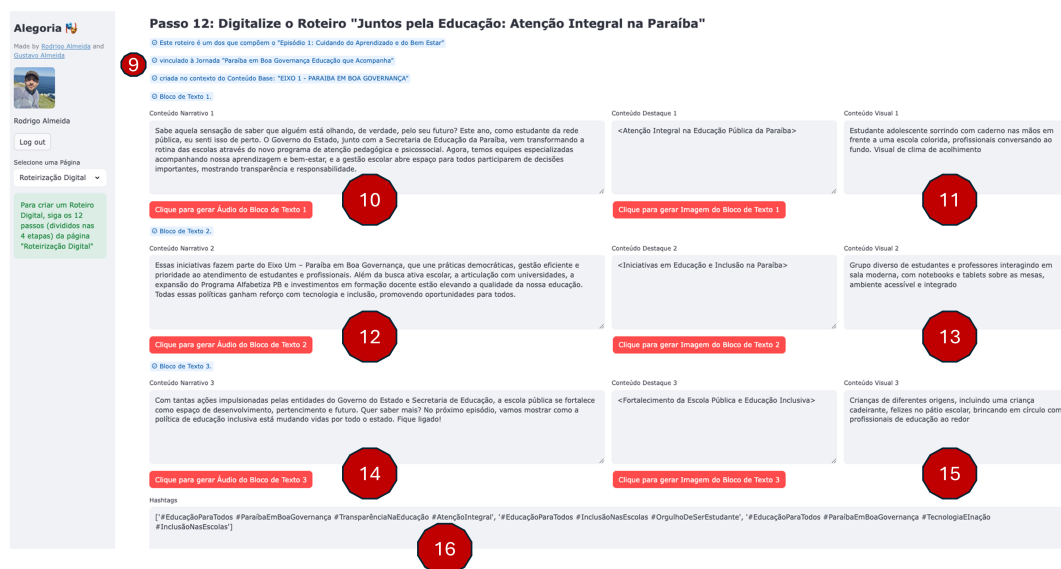 Alegoria
Made by Rodrigo Almeida and
Gustavo Almeida
Rodrigo Almeida
Log out
Selecione uma Página
Roteirização Digital
Para criar um Roteiro
Digital, siga os 12
passos (divididos nas
4 etapas) da página
"Roteirização Digital"
Passo 12: Digitalize o Roteiro "Juntos pela Educação: Atenção Integral na Paraíba"
Este roteiro é um dos que compõem o "Episódio 1: Cuidando do Aprendizado e do Bem Estar"
9
vinculado à Jornada "Paraíba em Boa Governança Educação que Acompanha"
criada no contexto do Conteúdo Base: "EIXO 1 - PARAIBA EM BOA GOVERNANÇA"
Bloco de Texto 1.
Conteúdo Narrativo 1
Sabe aquela sensação de saber que alguém está olhando, de verdade, pelo seu futuro? Este ano, como estudante da rede
pública, eu senti isso de perto. O Governo do Estado, junto com a Secretaria de Educação da Paraíba, vem transformando a
rotina das escolas através do novo programa de atenção pedagógica e psicossocial. Agora, temos equipes especializadas
acompanhando nossa aprendizagem e bem-estar, e a gestão escolar abre espaço para todos participarem de decisões
importantes, mostrando transparência e responsabilidade.
Conteúdo Destaque 1
<Atenção Integral na Educação Pública da Paraíba>
Conteúdo Visual 1
Estudante adolescente sorrindo com caderno nas mãos em
frente a uma escola colorida, profissionais conversando ao
fundo. Visual de clima de acolhimento
10
11
Clique para gerar Áudio do Bloco de Texto 1
Clique para gerar Imagem do Bloco de Texto 1
Bloco de Texto 2.
Conteúdo Narrativo 2
Essas iniciativas fazem parte do Eixo Um – Paraíba em Boa Governança, que une práticas democráticas, gestão eficiente e
prioridade ao atendimento de estudantes e profissionais. Além da busca ativa escolar, a articulação com universidades, a
expansão do Programa Alfabetiza PB e investimentos em formação docente estão elevando a qualidade da nossa educação.
Todas essas políticas ganham reforço com tecnologia e inclusão, promovendo oportunidades para todos.
Conteúdo Destaque 2
<Iniciativas em Educação e Inclusão na Paraíba>
Conteúdo Visual 2
Grupo diverso de estudantes e professores interagindo em
sala moderna, com notebooks e tablets sobre as mesas,
ambiente acessível e integrado
12
13
Clique para gerar Áudio do Bloco de Texto 2
Clique para gerar Imagem do Bloco de Texto 2
Bloco de Texto 3.
Conteúdo Narrativo 3
Com tantas ações impulsionadas pelas entidades do Governo do Estado e Secretaria de Educação, a escola pública se fortalece
como espaço de desenvolvimento, pertencimento e futuro. Quer saber mais? No próximo episódio, vamos mostrar como a
política de educação inclusiva está mudando vidas por todo o estado. Fique ligado!
Conteúdo Destaque 3
<Fortalecimento da Escola Pública e Educação Inclusiva>
Conteúdo Visual 3
Crianças de diferentes origens, incluindo uma criança
cadeirante, felizes no pátio escolar, brincando em círculo com
profissionais de educação ao redor
14
15
Clique para gerar Áudio do Bloco de Texto 3
Clique para gerar Imagem do Bloco de Texto 3
Hashtags
['#EducaçãoParaTodos #ParaíbaEmBoaGovernança #TransparênciaNaEducação #AtençãoIntegral', '#EducaçãoParaTodos #InclusãoNasEscolas #OrgulhoDeSerEstudante', '#EducaçãoParaTodos #ParaíbaEmBoaGovernança #TecnologiaEInação
#InclusãoNasEscolas']
16